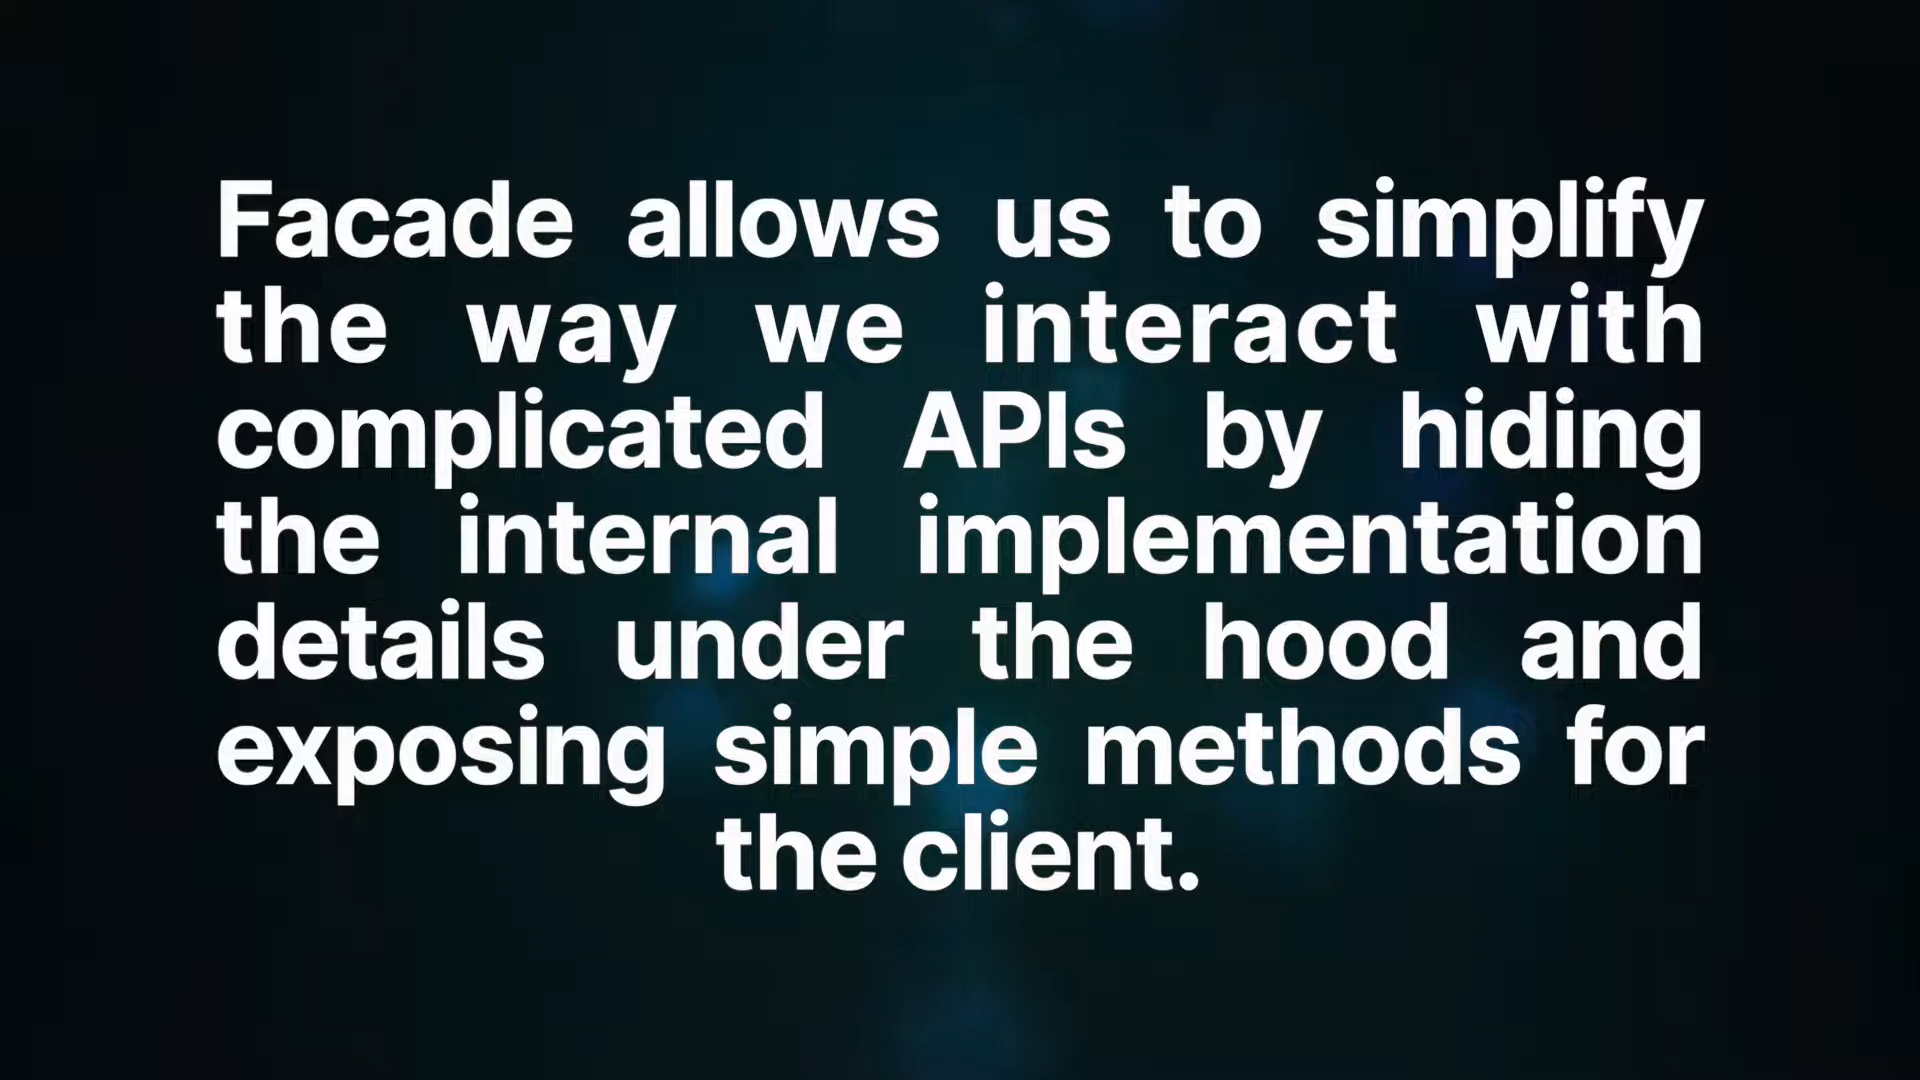 Facade allows us to simplify
the way we interact with
complicated APIs by hiding
the internal implementation
details under the hood and
exposing simple methods for
the client.